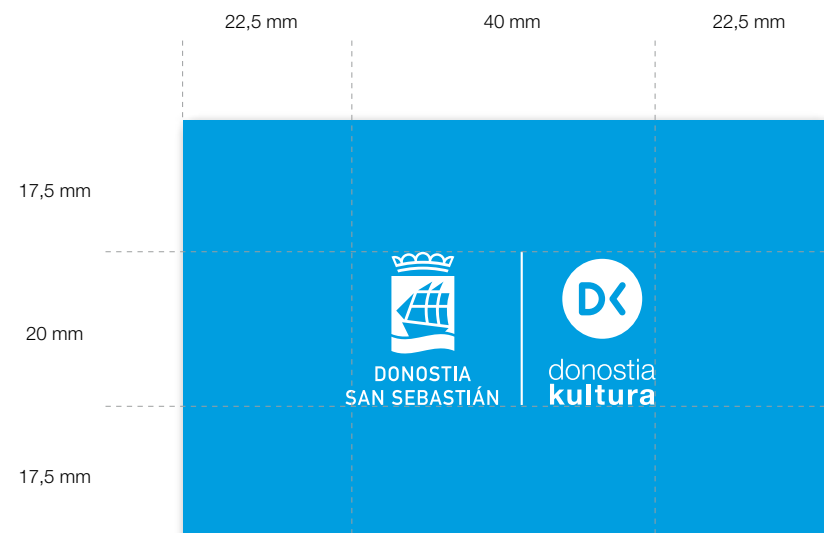 22,5 mm 40 mm 22,5 mm
17,5 mm
20 mm
17,5 mm
DK
DONOSTIA
SAN SEBASTIÁN
donostia
kultura